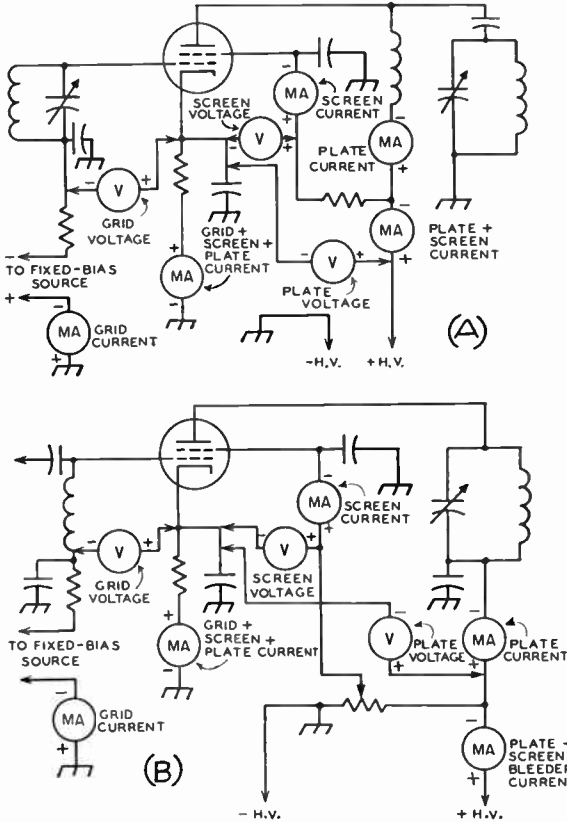 SCREEN
VOLTAGE
V
MA
SCREEN
CURRENT
PLATE
CURRENT
MA
V
GRID
VOLTAGE
GRID +
SCREEN +
PLATE
CURRENT
MA
MA
PLATE +
SCREEN
CURRENT
V
PLATE
VOLTAGE
TO FIXED-BIAS
SOURCE
MA
GRID
CURRENT
-H.V.
+H.V.
(A)
MA
SCREEN
CURRENT
V
GRID
VOLTAGE
V
SCREEN
VOLTAGE
TO FIXED-BIAS
SOURCE
MA
GRID +
SCREEN +
PLATE CURRENT
V
PLATE
VOLTAGE
MA
PLATE
CURRENT
MA
GRID
CURRENT
(B)
MA
PLATE +
SCREEN
BLEEDER
CURREN
- H.V.
+ H.V.